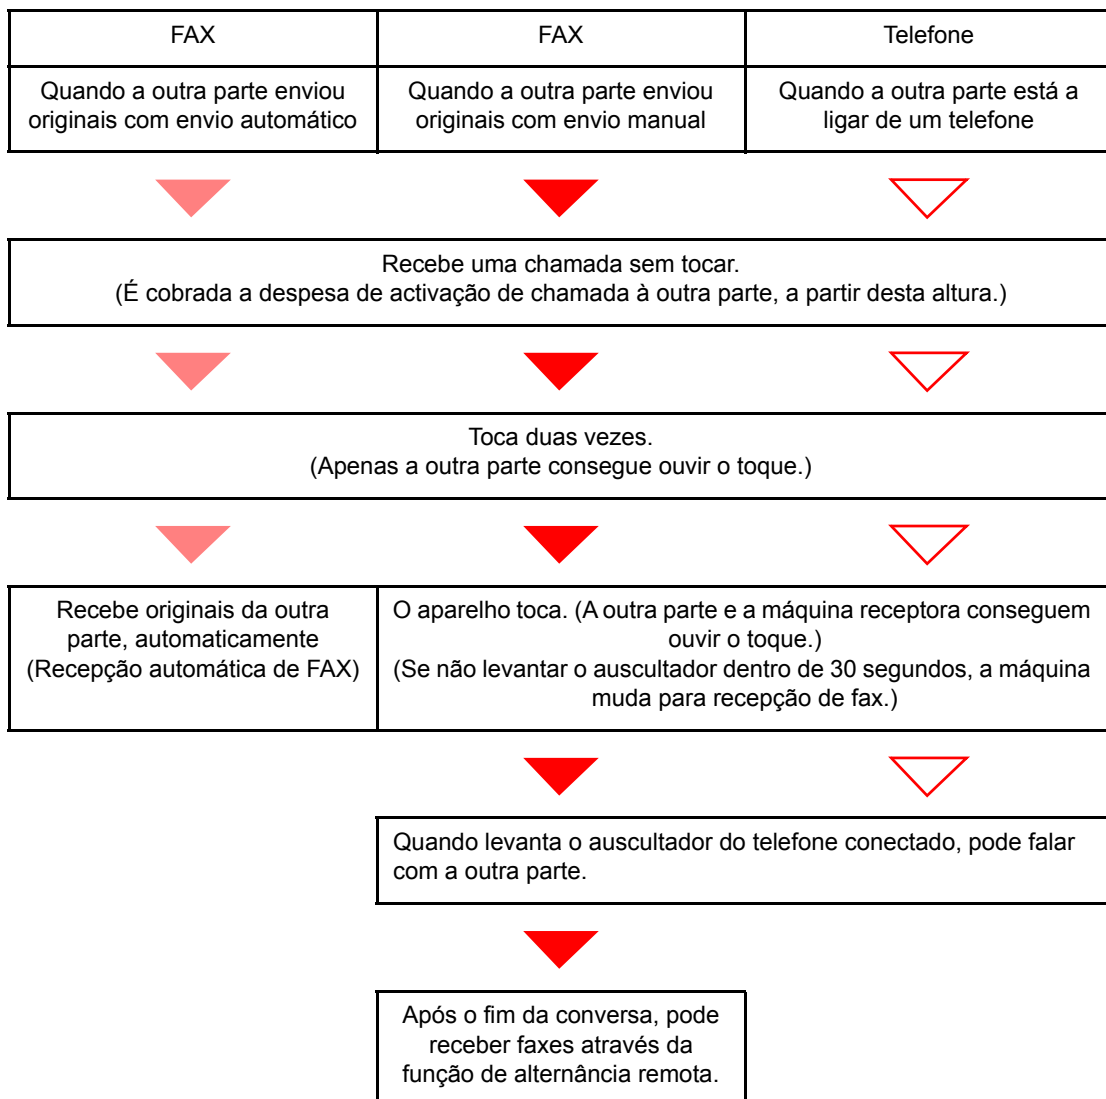 FAX
FAX
Telefone
Quando a outra parte enviou
originais com envio automático
Quando a outra parte enviou
originais com envio manual
Quando a outra parte está a
ligar de um telefone
Recebe uma chamada sem tocar.
(É cobrada a despesa de activação de chamada à outra parte, a partir desta altura.)
Toca duas vezes.
(Apenas a outra parte consegue ouvir o toque.)
Recebe originais da outra
parte, automaticamente
(Recepção automática de FAX)
O aparelho toca. (A outra parte e a máquina receptora conseguem
ouvir o toque.)
(Se não levantar o auscultador dentro de 30 segundos, a máquina
muda para recepção de fax.)
Quando levanta o auscultador do telefone conectado, pode falar
com a outra parte.
Após o fim da conversa, pode
receber faxes através da
função de alternância remota.